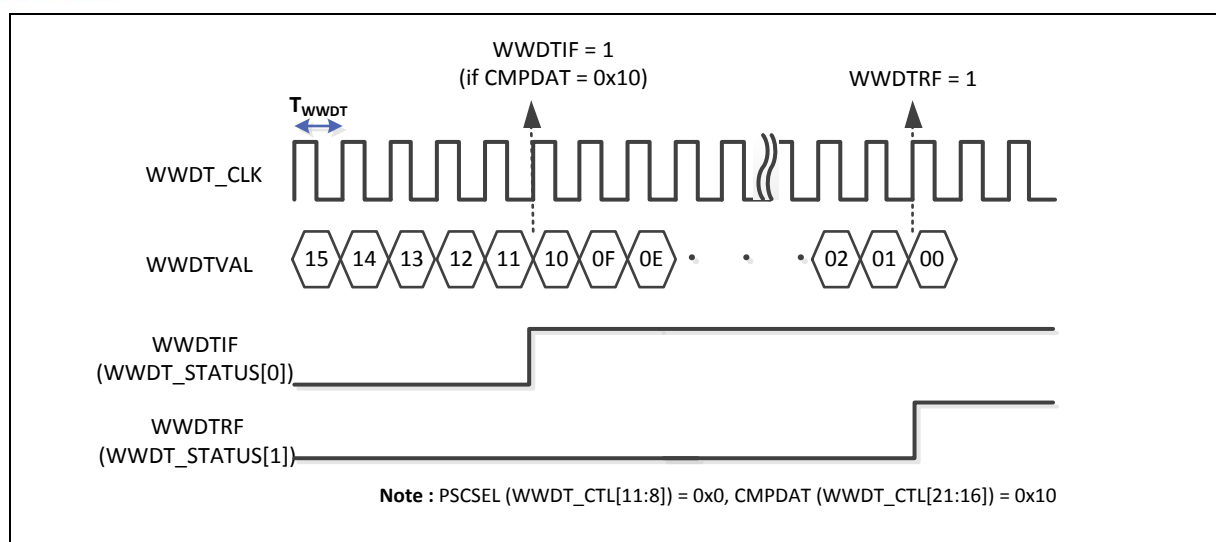 WWDTIF = 1
(if CMPDAT = 0x10)
WWDTRF = 1
TWWDT
WWDT_CLK
WWDTVAL
15 14 13 12 11 10 0F 0E · · · 02 01 00
WWDTIF
(WWDT_STATUS[0])
WWDTRF
(WWDT_STATUS[1])
Note : PSCSEL (WWDT_CTL[11:8]) = 0x0, CMPDAT (WWDT_CTL[21:16]) = 0x10